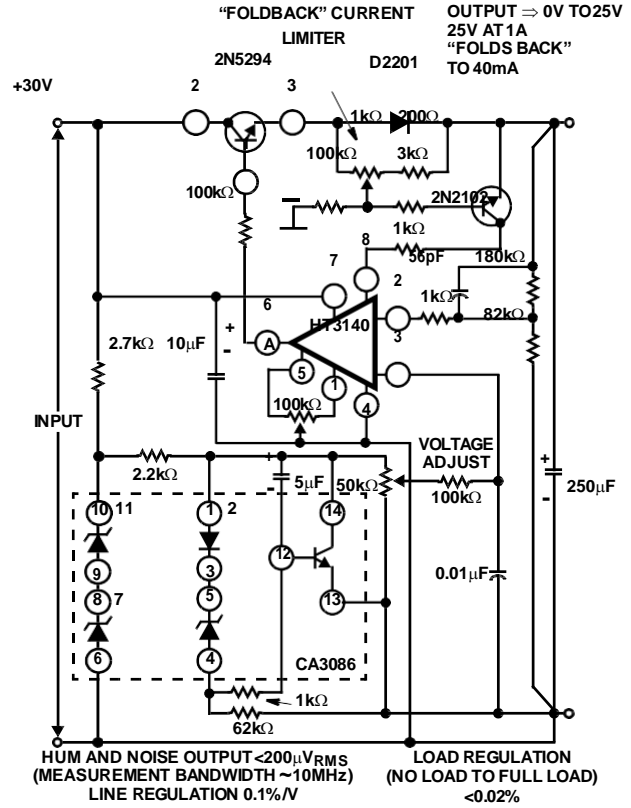 “FOLDBACK” CURRENT
LIMITER
OUTPUT ⇒ 0V TO25V
25V AT 1A
“FOLDS BACK”
TO 40mA
2N5294
D2201
+30V
2
3
1kΩ
200Ω
100kΩ
3kΩ
100kΩ
2N2102
1kΩ
8
56pF
180kΩ
7
2
6
1kΩ
82kΩ
HT3140
3
A
2.7kΩ
10μF
+
-
5
1
4
100kΩ
INPUT
VOLTAGE
ADJUST
2.2kΩ
+
-
5μF
50kΩ
100kΩ
+
-
250μF
10
11
1
2
14
12
9
3
0.01μF
8
7
5
13
6
4
CA3086
1kΩ
62kΩ
HUM AND NOISE OUTPUT <200μVRMS
(MEASUREMENT BANDWIDTH ~10MHz)
LINE REGULATION 0.1%/V
LOAD REGULATION
(NO LOAD TO FULL LOAD)
<0.02%